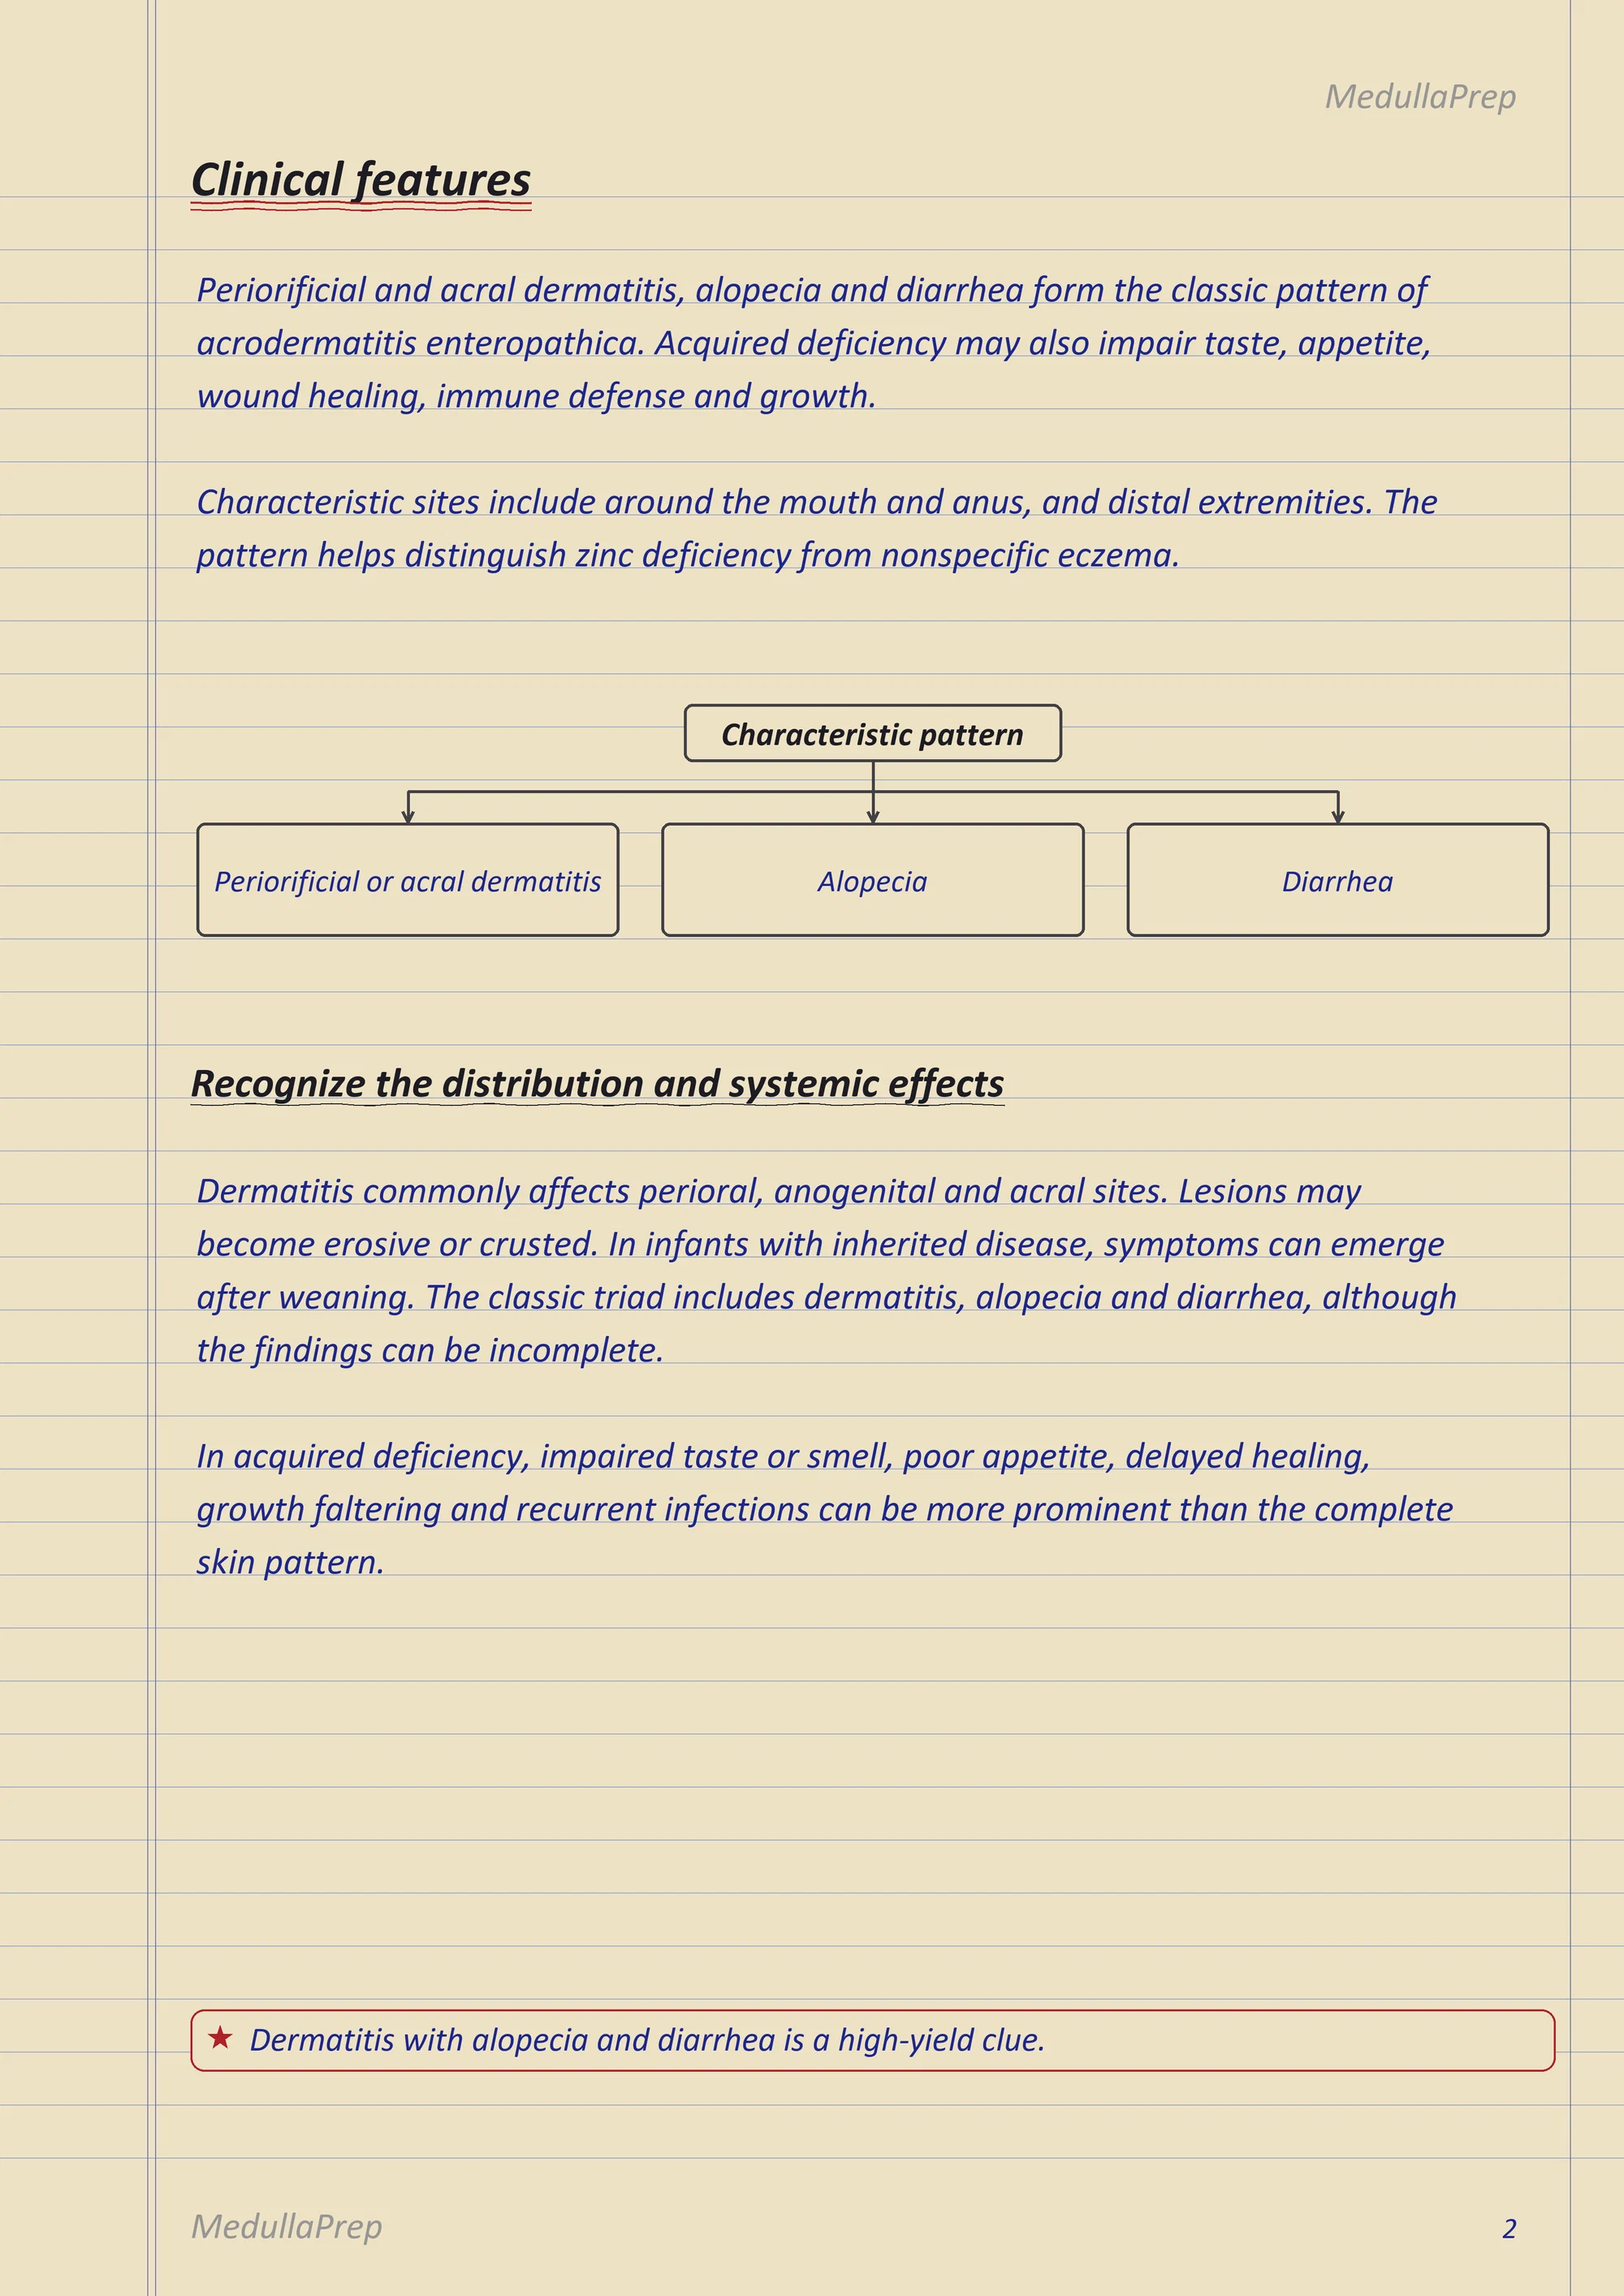 MedullaPrep
Clinical features
Periorificial and acral dermatitis, alopecia and diarrhea form the classic pattern of
acrodermatitis enteropathica. Acquired deficiency may also impair taste, appetite,
wound healing, immune defense and growth.
Characteristic sites include around the mouth and anus, and distal extremities. The
pattern helps distinguish zinc deficiency from nonspecific eczema.
Characteristic pattern
Periorificial or acral dermatitis
Alopecia
Diarrhea
Recognize the distribution and systemic effects
Dermatitis commonly affects perioral, anogenital and acral sites. Lesions may
become erosive or crusted. In infants with inherited disease, symptoms can emerge
after weaning. The classic triad includes dermatitis, alopecia and diarrhea, although
the findings can be incomplete.
In acquired deficiency, impaired taste or smell, poor appetite, delayed healing,
growth faltering and recurrent infections can be more prominent than the complete
skin pattern.
★ Dermatitis with alopecia and diarrhea is a high-yield clue.
MedullaPrep
2